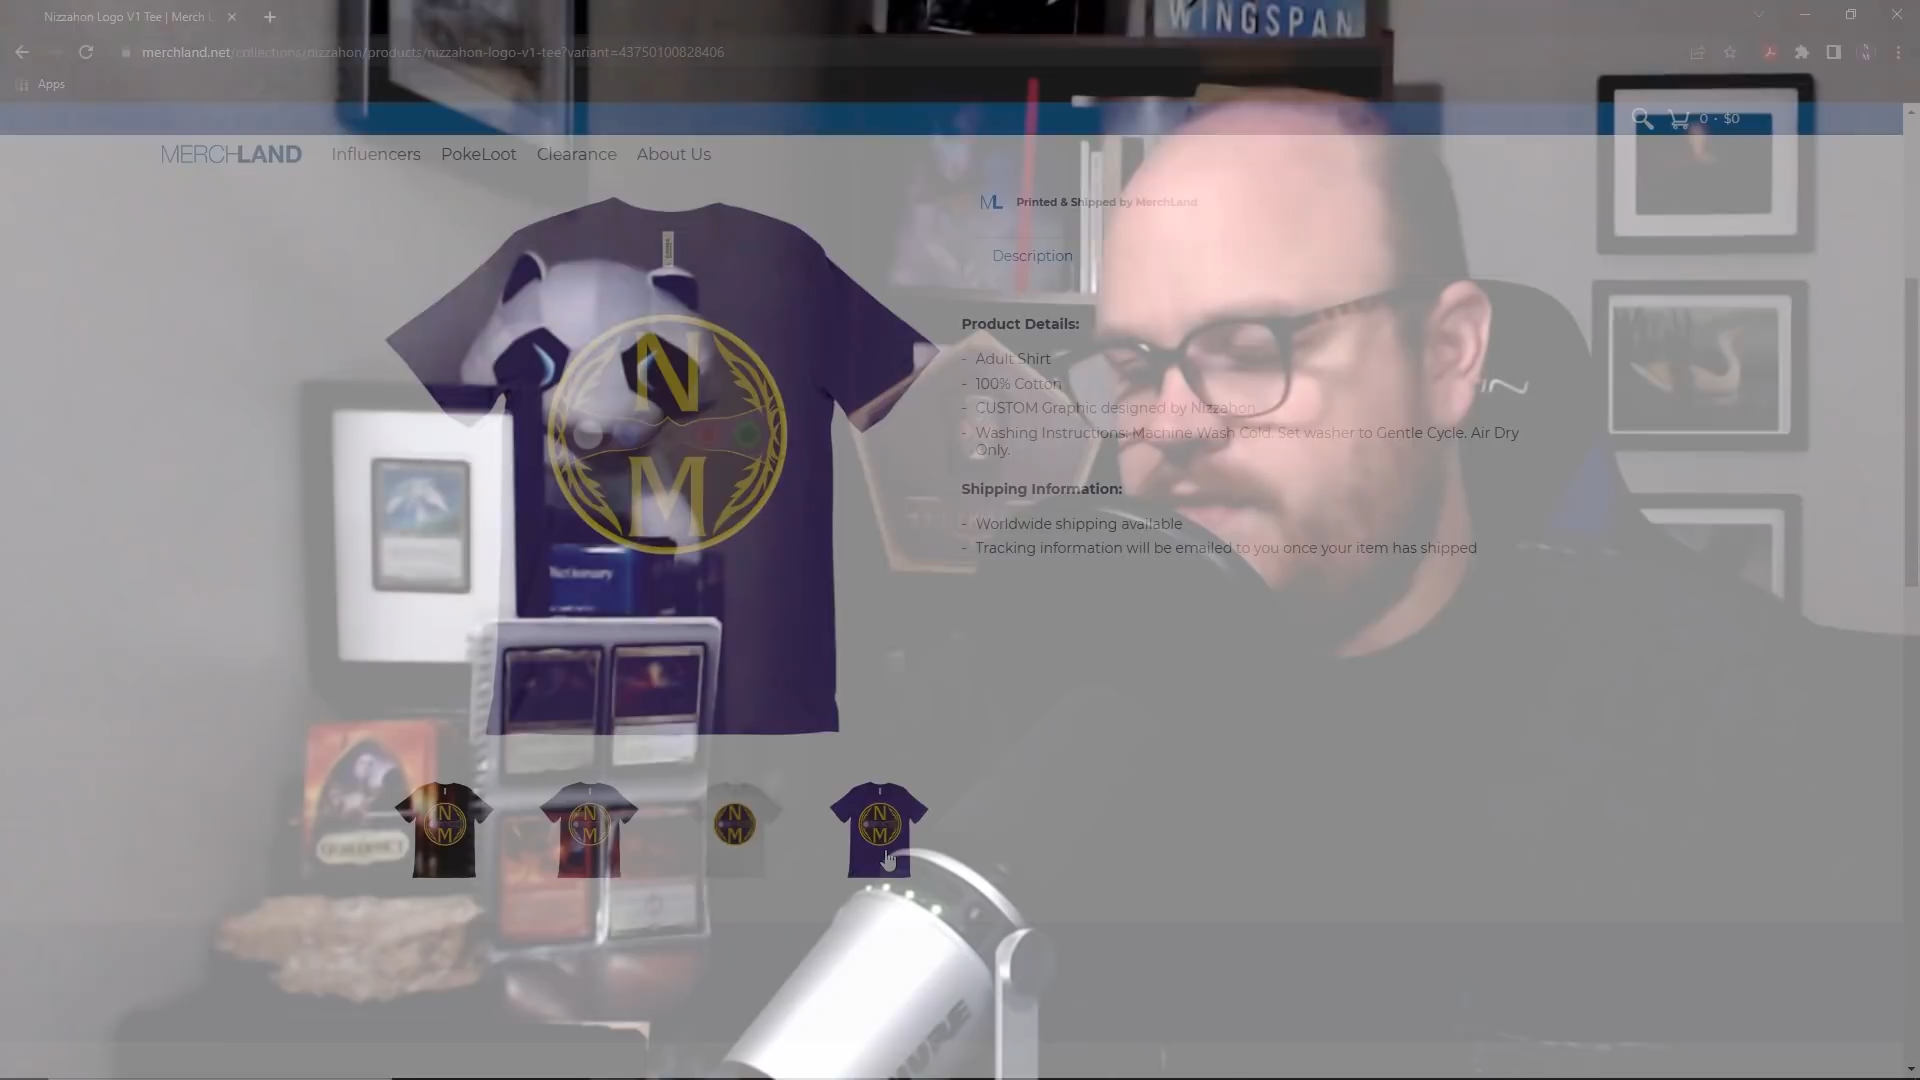 WINGSPAN
Nizzahon Logo V1 Tee | Merch L
merchland.net/collections/nizzahon/products/nizzahon-logo-v1-tee?variant=43750100828406
Apps
0 · $0
MERCHLAND Influencers PokeLoot Clearance About Us
ML Printed & Shipped by MerchLand
Description
Product Details:
- Adult Shirt
- 100% Cotton
- CUSTOM Graphic designed by Nizzahon
- Washing Instructions: Machine Wash Cold. Set washer to Gentle Cycle. Air Dry
Only.
Shipping Information:
- Worldwide shipping available
- Tracking information will be emailed to you once your item has shipped
N
M
N
M
N
M
N
M
N
M